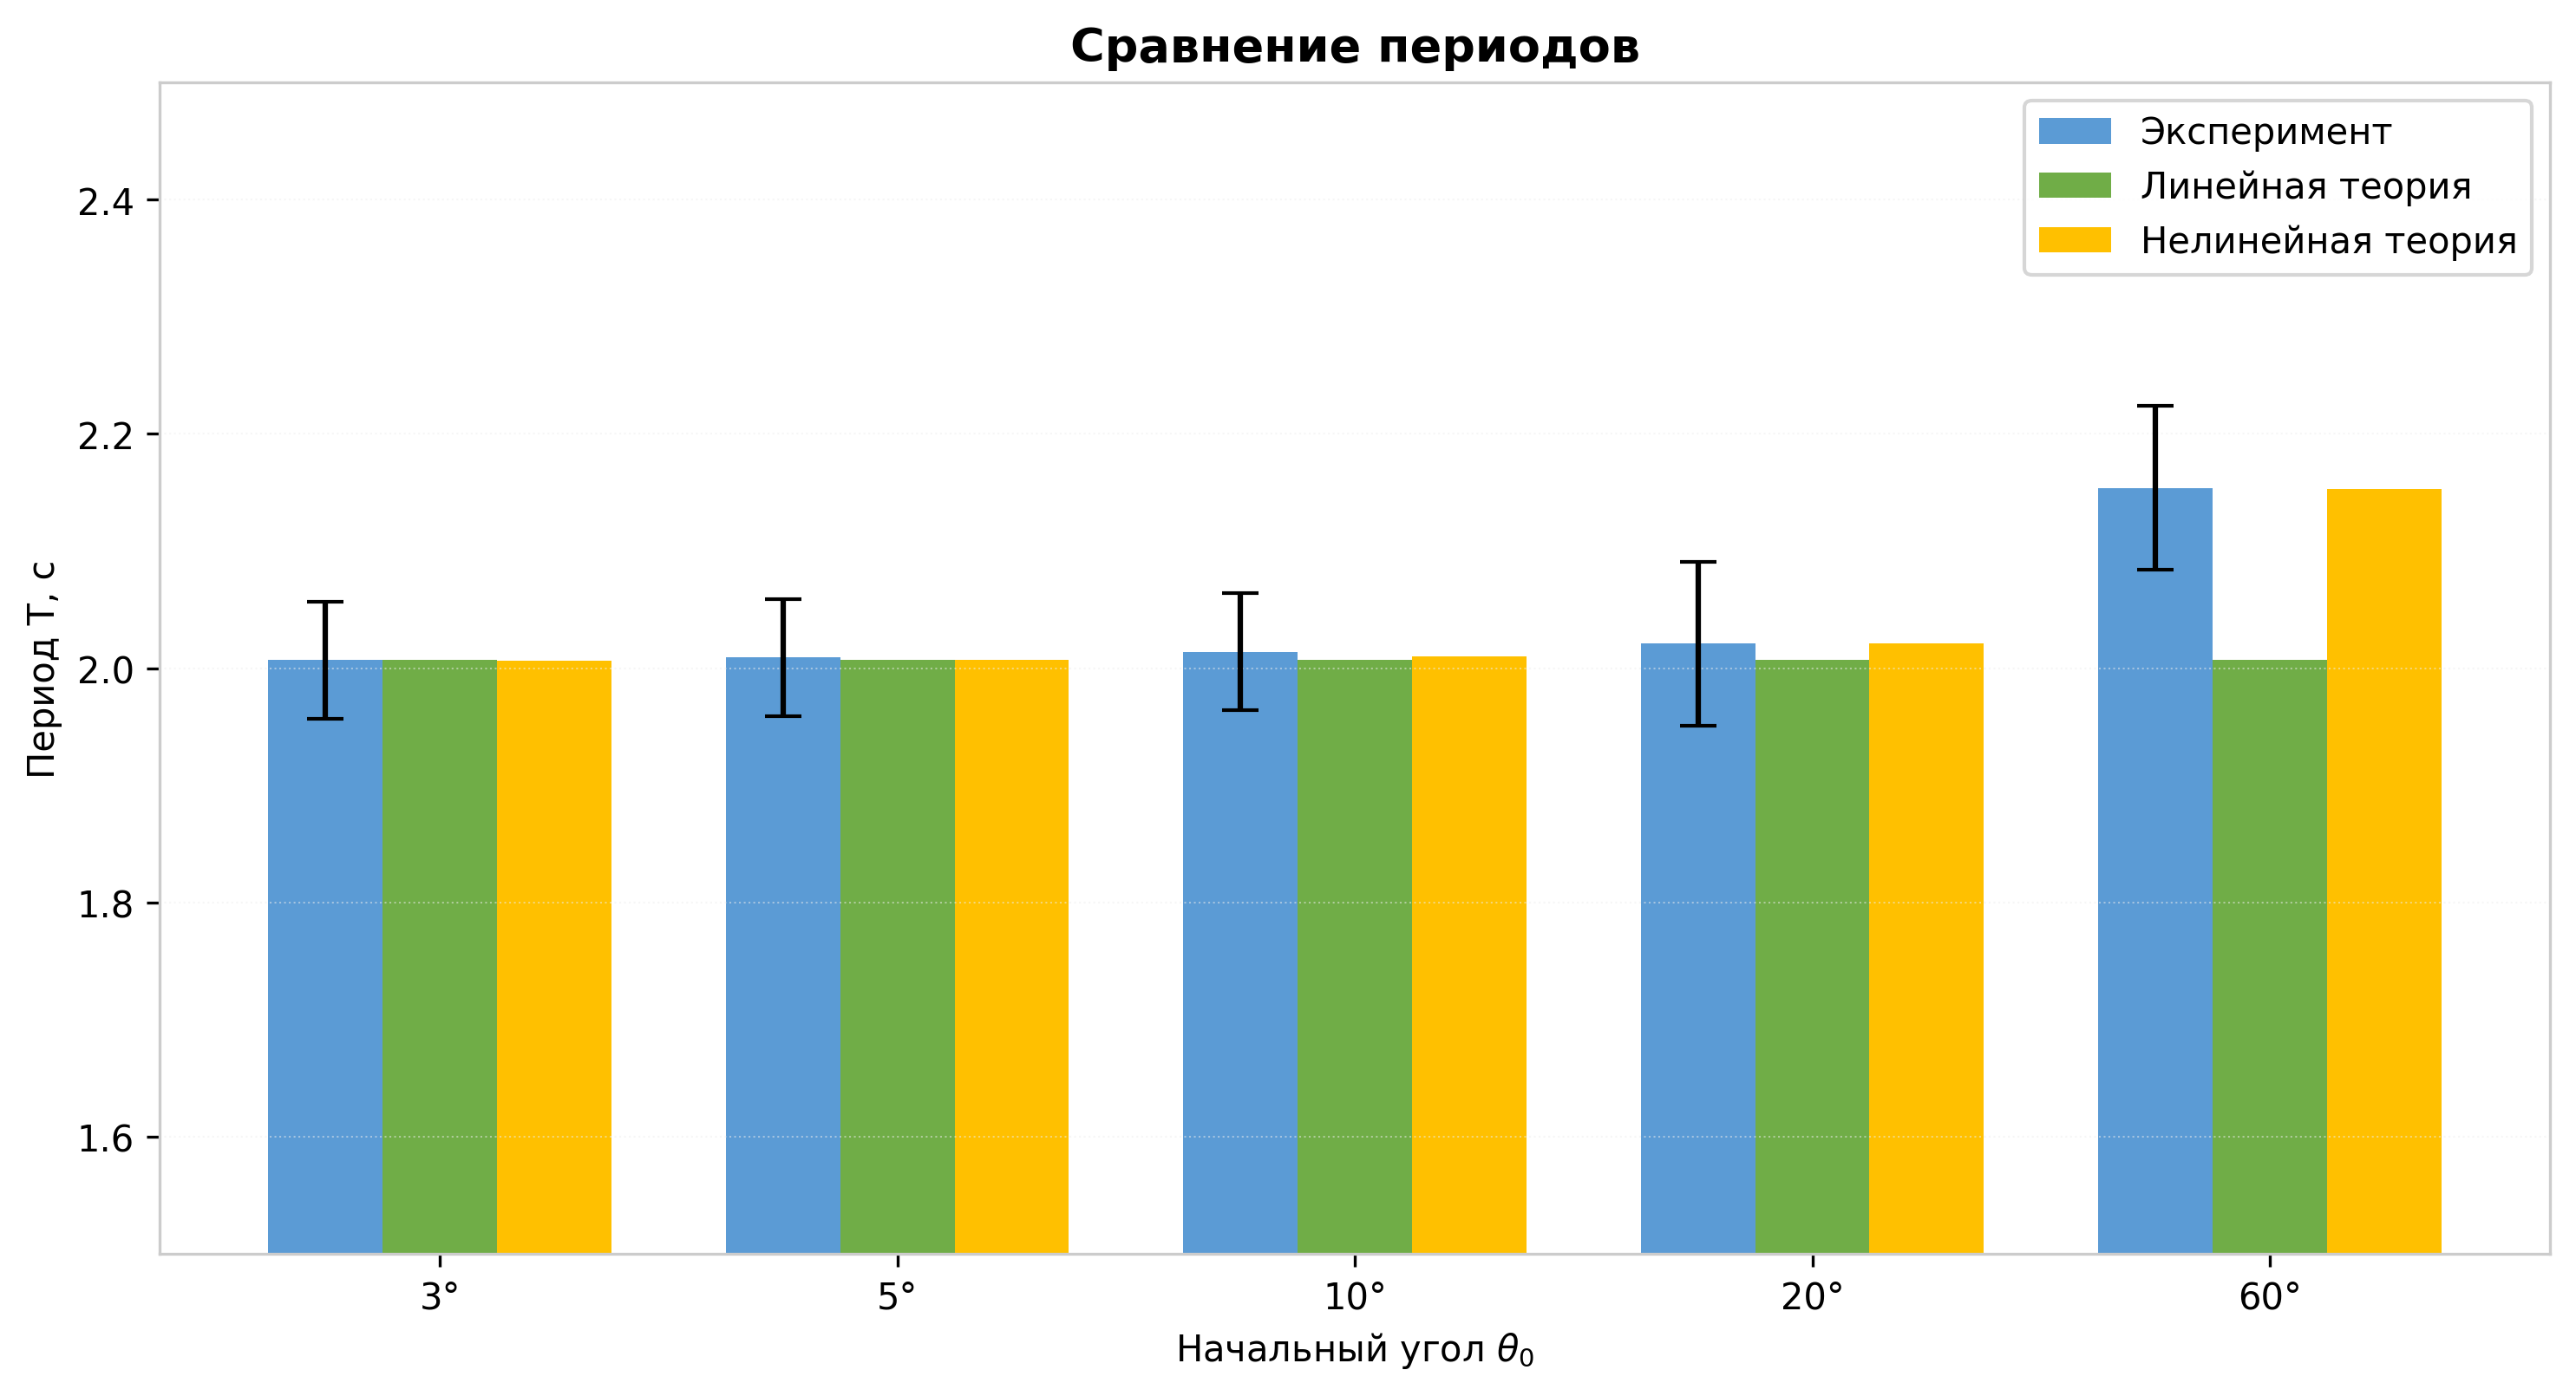 Сравнение периодов
Эксперимент
Линейная теория
Нелинейная теория
2.4
2.2
2.0
1.8
1.6
Период T, с
3° 5° 10° 20° 60°
Начальный угол θ₀